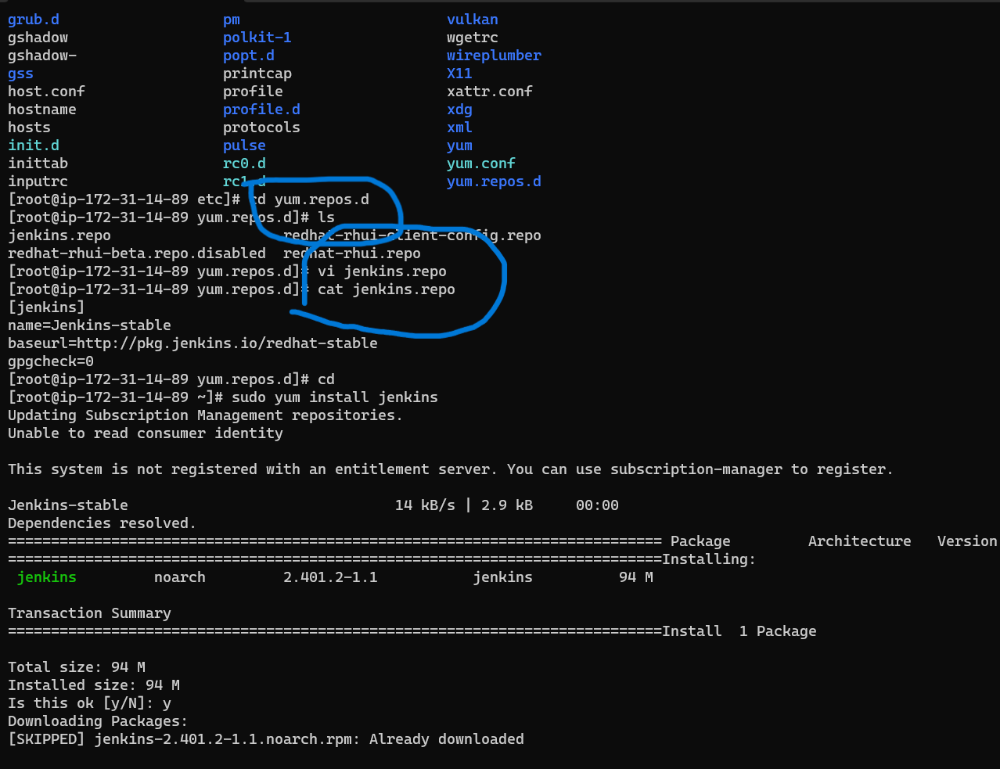 grub.d pm vulkan
gshadow polkit-1 wgetrc
gshadow- popt.d wireplumber
gss printcap X11
host.conf profile xattr.conf
hostname profile.d xdg
hosts protocols xml
init.d pulse yum
inittab rc0.d yum.conf
inputrc rc1.d yum.repos.d
[root@ip-172-31-14-89 etc]# cd yum.repos.d
[root@ip-172-31-14-89 yum.repos.d]# ls
jenkins.repo redhat-rhui-client-config.repo
redhat-rhui-beta.repo.disabled redhat-rhui.repo
[root@ip-172-31-14-89 yum.repos.d]# vi jenkins.repo
[root@ip-172-31-14-89 yum.repos.d]# cat jenkins.repo
[jenkins]
name=Jenkins-stable
baseurl=http://pkg.jenkins.io/redhat-stable
gpgcheck=0
[root@ip-172-31-14-89 yum.repos.d]# cd
[root@ip-172-31-14-89 ~]# sudo yum install jenkins
Updating Subscription Management repositories.
Unable to read consumer identity
This system is not registered with an entitlement server. You can use subscription-manager to register.
Jenkins-stable 14 kB/s | 2.9 kB 00:00
Dependencies resolved.
============================================================================ Package Architecture Version
============================================================================Installing:
jenkins noarch 2.401.2-1.1 jenkins 94 M
Transaction Summary
============================================================================Install 1 Package
Total size: 94 M
Installed size: 94 M
Is this ok [y/N]: y
Downloading Packages:
[SKIPPED] jenkins-2.401.2-1.1.noarch.rpm: Already downloaded